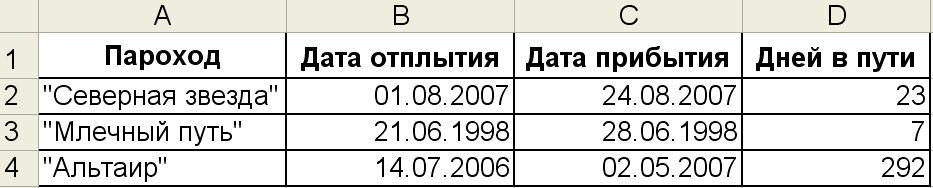 A B C D
1 Пароход Дата отплытия Дата прибытия Дней в пути
2 "Северная звезда" 01.08.2007 24.08.2007 23
3 "Млечный путь" 21.06.1998 28.06.1998 7
4 "Альтаир" 14.07.2006 02.05.2007 292